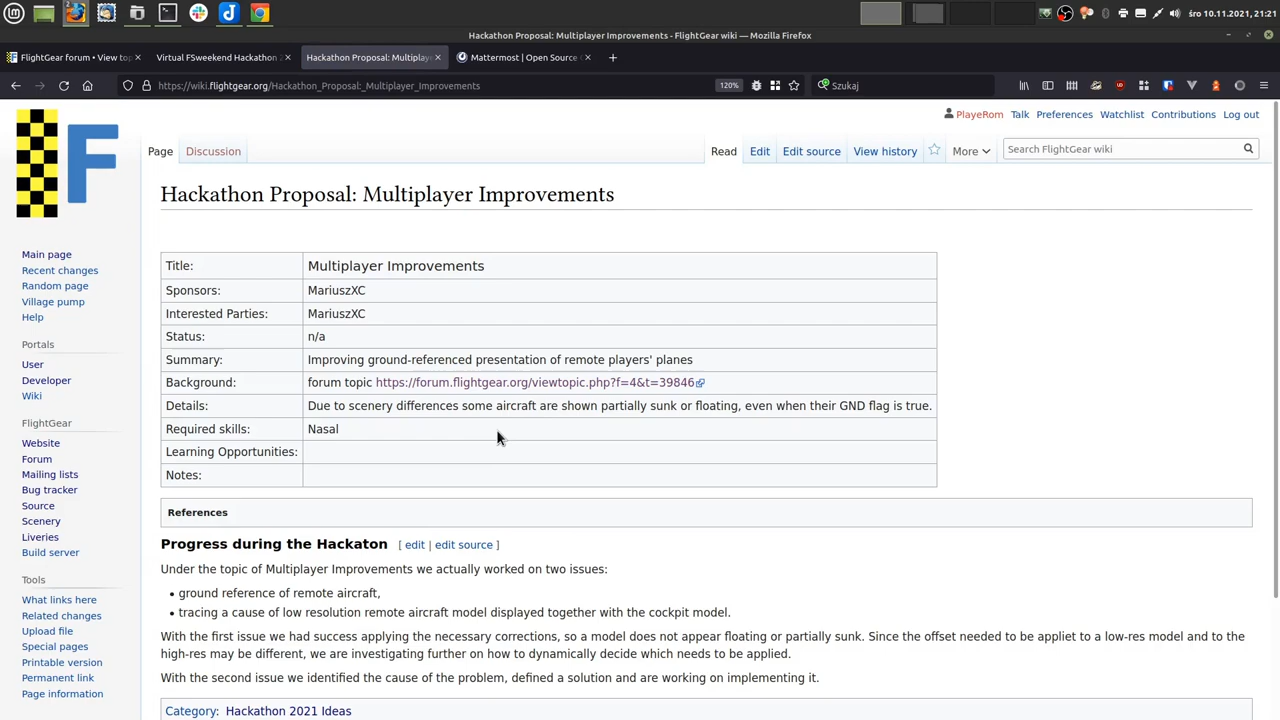 śro 10.11.2021, 21:21
Hackathon Proposal: Multiplayer Improvements - FlightGear wiki — Mozilla Firefox
FlightGear forum • View top
Virtual FSweekend Hackathon 2
Hackathon Proposal: Multiplaye
Mattermost | Open Source C
https://wiki.flightgear.org/Hackathon_Proposal:_Multiplayer_Improvements
120%
Szukaj
F
PlayeRom Talk Preferences Watchlist Contributions Log out
Page Discussion Read Edit Edit source View history More Search FlightGear wiki
Hackathon Proposal: Multiplayer Improvements
Main page
Recent changes
Random page
Village pump
Help
Portals
User
Developer
Wiki
FlightGear
Website
Forum
Mailing lists
Bug tracker
Source
Scenery
Liveries
Build server
Tools
What links here
Related changes
Upload file
Special pages
Printable version
Permanent link
Page information
Title: Multiplayer Improvements
Sponsors: MariuszXC
Interested Parties: MariuszXC
Status: n/a
Summary: Improving ground-referenced presentation of remote players' planes
Background: forum topic https://forum.flightgear.org/viewtopic.php?f=4&t=39846
Details: Due to scenery differences some aircraft are shown partially sunk or floating, even when their GND flag is true.
Required skills: Nasal
Learning Opportunities:
Notes:
References
Progress during the Hackaton [ edit | edit source ]
Under the topic of Multiplayer Improvements we actually worked on two issues:
• ground reference of remote aircraft,
• tracing a cause of low resolution remote aircraft model displayed together with the cockpit model.
With the first issue we had success applying the necessary corrections, so a model does not appear floating or partially sunk. Since the offset needed to be appliet to a low-res model and to the
high-res may be different, we are investigating further on how to dynamically decide which needs to be applied.
With the second issue we identified the cause of the problem, defined a solution and are working on implementing it.
Category: Hackathon 2021 Ideas